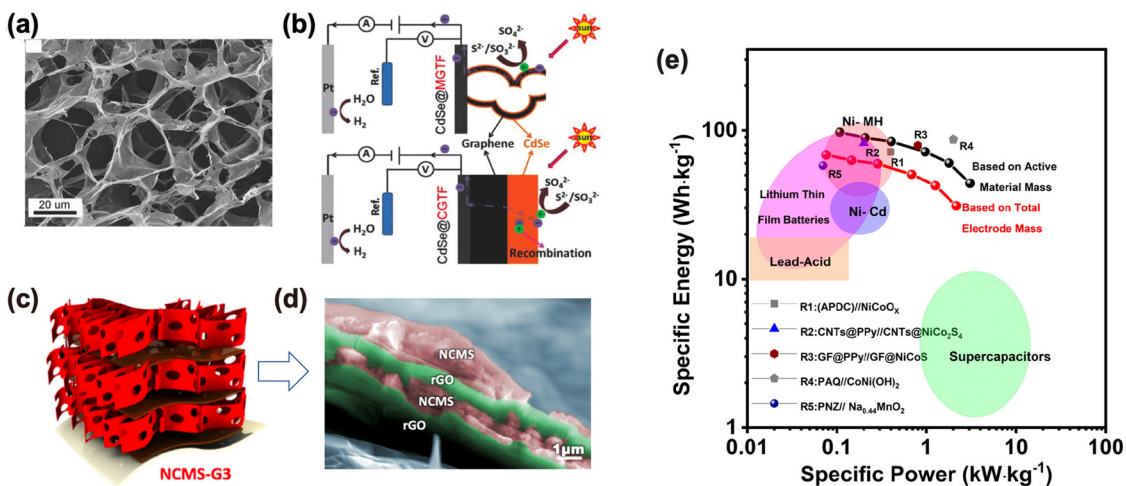 (a)
20 um
(b)
A
V
SO₄²⁻
S²⁻/SO₃²⁻
sun
Pt
H₂O
H₂
Ref.
CdSe@MGTF
Graphene
CdSe
A
V
sun
SO₄²⁻
S²⁻/SO₃²⁻
Pt
H₂O
H₂
Ref.
CdSe@CGTF
Recombination
(c)
NCMS-G3
(d)
NCMS
rGO
NCMS
rGO
1μm
(e)
Specific Energy (Wh·kg⁻¹)
100
10
1
Ni- MH
R3
R4
R2
R1
R5
Based on Active
Material Mass
Lithium Thin
Film Batteries
Ni- Cd
Based on Total
Electrode Mass
Lead-Acid
R1:(APDC)//NiCoOₓ
R2:CNTs@PPy//CNTs@NiCo₂S₄
R3:GF@PPy//GF@NiCoS
R4:PAQ//CoNi(OH)₂
R5:PNZ// Na₀.₄₄MnO₂
Supercapacitors
0.01 0.1 1 10 100
Specific Power (kW·kg⁻¹)